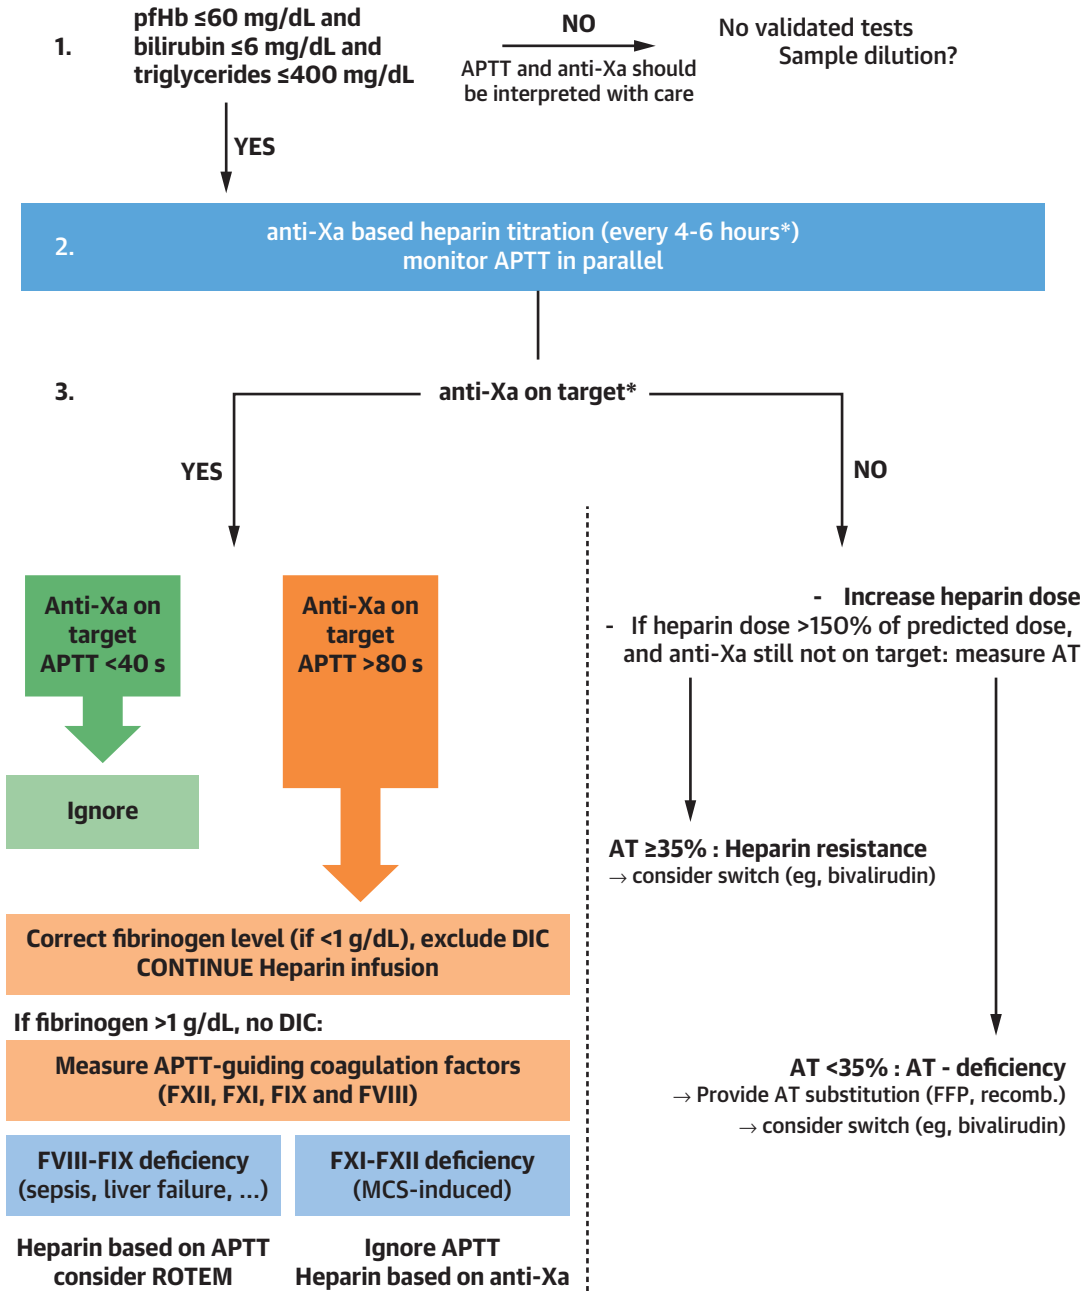 1.
pfHb ≤60 mg/dL and
bilirubin ≤6 mg/dL and
triglycerides ≤400 mg/dL
NO
APTT and anti-Xa should
be interpreted with care
No validated tests
Sample dilution?
YES
2.
anti-Xa based heparin titration (every 4-6 hours*)
monitor APTT in parallel
3.
anti-Xa on target*
YES
NO
Anti-Xa on
target
APTT <40 s
Ignore
Anti-Xa on
target
APTT >80 s
Correct fibrinogen level (if <1 g/dL), exclude DIC
CONTINUE Heparin infusion
If fibrinogen >1 g/dL, no DIC:
Measure APTT-guiding coagulation factors
(FXII, FXI, FIX and FVIII)
FVIII-FIX deficiency
(sepsis, liver failure, ...)
Heparin based on APTT
consider ROTEM
FXI-FXII deficiency
(MCS-induced)
Ignore APTT
Heparin based on anti-Xa
- Increase heparin dose
- If heparin dose >150% of predicted dose,
and anti-Xa still not on target: measure AT
AT ≥35% : Heparin resistance
→ consider switch (eg, bivalirudin)
AT <35% : AT - deficiency
→ Provide AT substitution (FFP, recomb.)
→ consider switch (eg, bivalirudin)